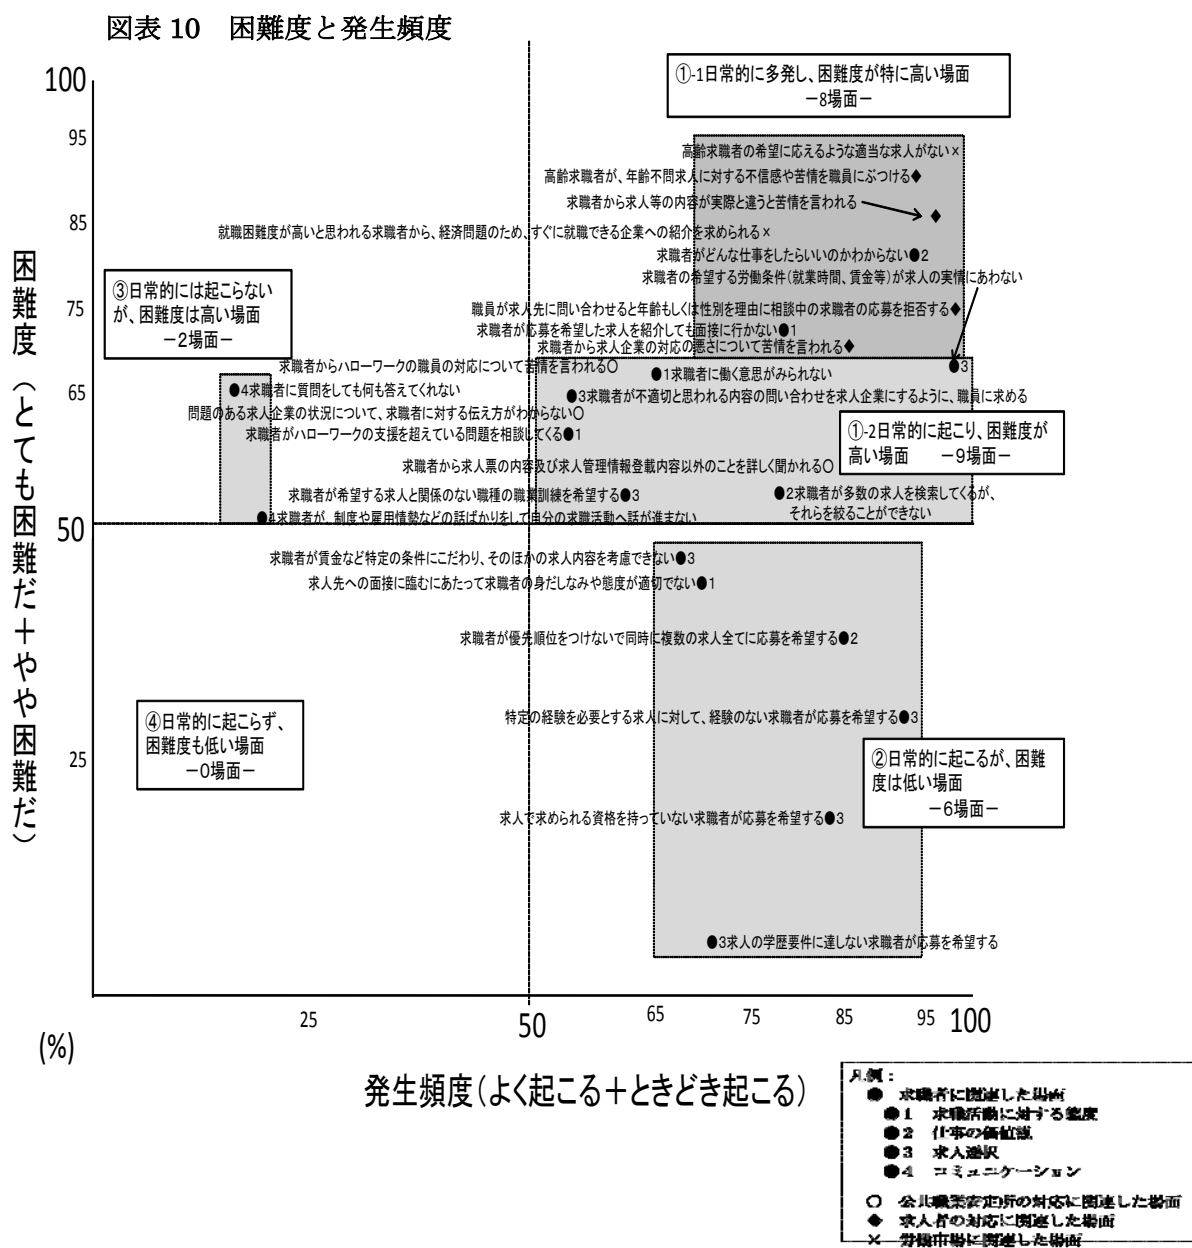 図表 10 困難度と発生頻度
①-1日常的に多発し、困難度が特に高い場面
－8場面－
100
95
高齢求職者の希望に応えるような適当な求人がない×
高齢求職者が、年齢不問求人に対する不信感や苦情を職員にぶつける◆
求職者から求人等の内容が実際と違うと苦情を言われる
◆
85
就職困難度が高いと思われる求職者から、経済問題のため、すぐに就職できる企業への紹介を求められる×
求職者がどんな仕事をしたらいいのかわからない●2
求職者の希望する労働条件(就業時間、賃金等)が求人の実情にあわない
③日常的には起こらない
が、困難度は高い場面
－2場面－
75
職員が求人先に問い合わせると年齢もしくは性別を理由に相談中の求職者の応募を拒否する◆
求職者が応募を希望した求人を紹介しても面接に行かない●1
求職者から求人企業の対応の悪さについて苦情を言われる◆
求職者からハローワークの職員の対応について苦情を言われる○
●3
●1求職者に働く意思がみられない
65
●4求職者に質問をしても何も答えてくれない
●3求職者が不適切と思われる内容の問い合わせを求人企業にするように、職員に求める
問題のある求人企業の状況について、求職者に対する伝え方がわからない○
求職者がハローワークの支援を超えている問題を相談してくる●1
①-2日常的に起こり、困難度が
高い場面 －9場面－
求職者から求人票の内容及び求人管理情報登載内容以外のことを詳しく聞かれる○
求職者が希望する求人と関係のない職種の職業訓練を希望する●3
●2求職者が多数の求人を検索してくるが、
それらを絞ることができない
●4求職者が、制度や雇用情勢などの話ばかりをして自分の求職活動へ話が進まない
50
求職者が賃金など特定の条件にこだわり、そのほかの求人内容を考慮できない●3
求人先への面接に臨むにあたって求職者の身だしなみや態度が適切でない●1
求職者が優先順位をつけないで同時に複数の求人全てに応募を希望する●2
④日常的に起こらず、
困難度も低い場面
－0場面－
特定の経験を必要とする求人に対して、経験のない求職者が応募を希望する●3
25
②日常的に起こるが、困難
度は低い場面
－6場面－
求人で求められる資格を持っていない求職者が応募を希望する●3
●3求人の学歴要件に達しない求職者が応募を希望する
困難度（とても困難だ＋やや困難だ）
25
50
65
75
85
95
100
(%)
発生頻度(よく起こる＋ときどき起こる)
凡例：
● 求職者に関連した場面
●1 求職活動に対する態度
●2 仕事の価値観
●3 求人選択
●4 コミュニケーション
○ 公共職業安定所の対応に関連した場面
◆ 求人者の対応に関連した場面
× 労働市場に関連した場面